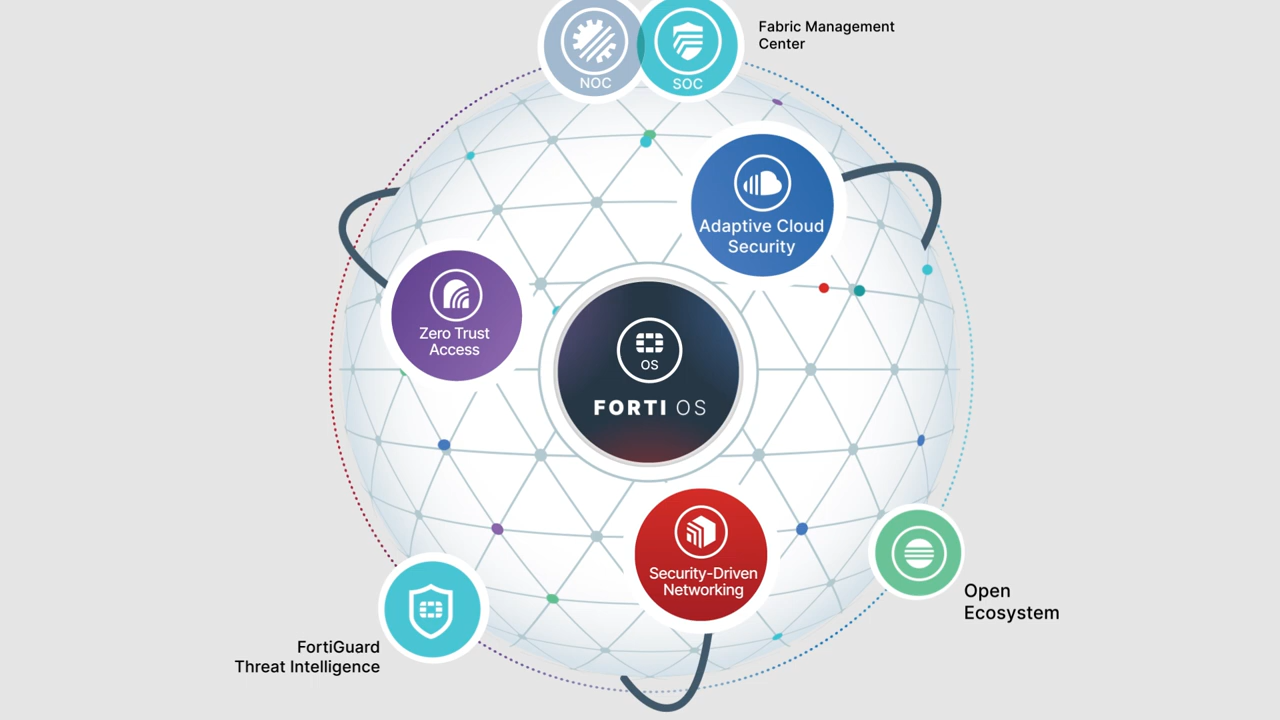 NOC
SOC
Fabric Management
Center
Adaptive Cloud
Security
Zero Trust
Access
OS
FORTI OS
Security-Driven
Networking
Open
Ecosystem
FortiGuard
Threat Intelligence